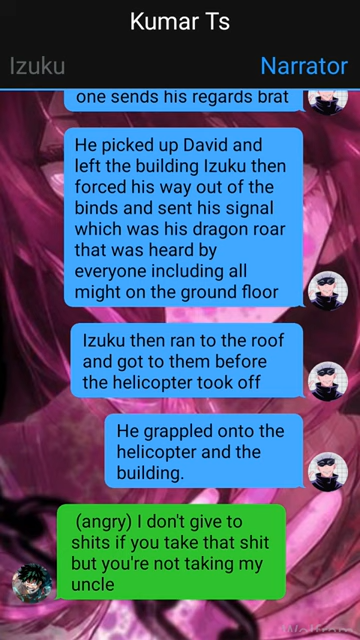 Kumar Ts
Izuku
Narrator
one sends his regards brat
He picked up David and
left the building Izuku then
forced his way out of the
binds and sent his signal
which was his dragon roar
that was heard by
everyone including all
might on the ground floor
Izuku then ran to the roof
and got to them before
the helicopter took off
He grappled onto the
helicopter and the
building.
(angry) I don't give to
shits if you take that shit
but you're not taking my
uncle